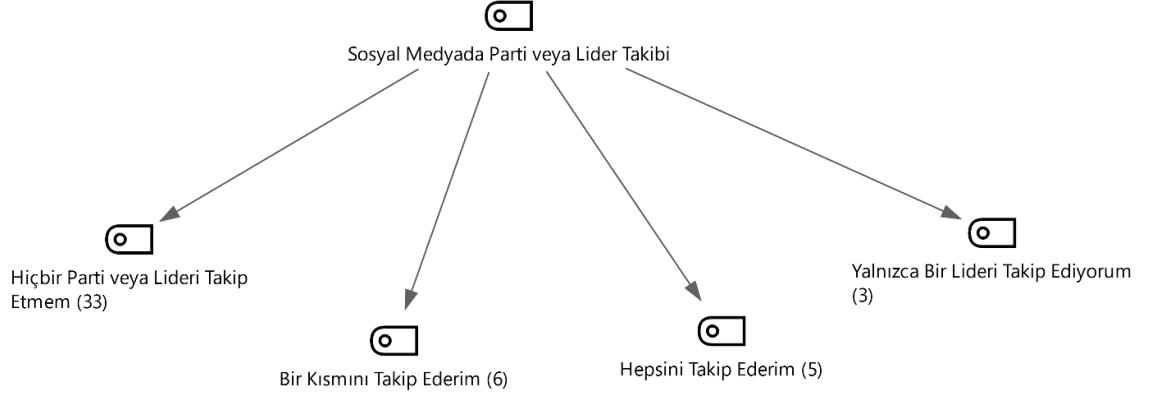 Sosyal Medyada Parti veya Lider Takibi
Hiçbir Parti veya Lideri Takip
Etmem (33)
Bir Kısmını Takip Ederim (6)
Hepsini Takip Ederim (5)
Yalnızca Bir Lideri Takip Ediyorum
(3)